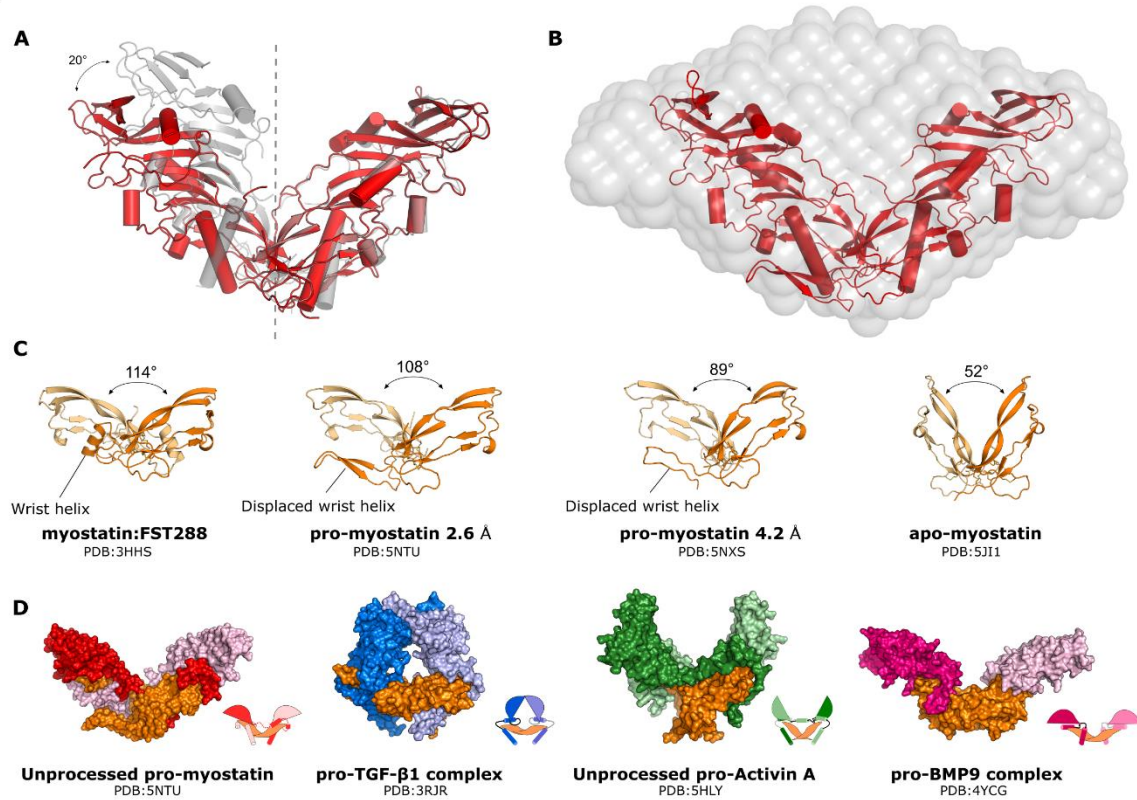 A
B
20°
C
114°
108°
89°
52°
Wrist helix
Displaced wrist helix
Displaced wrist helix
myostatin:FST288
PDB:3HHS
pro-myostatin 2.6 Å
PDB:5NTU
pro-myostatin 4.2 Å
PDB:5NXS
apo-myostatin
PDB:5JI1
D
Unprocessed pro-myostatin
PDB:5NTU
pro-TGF-β1 complex
PDB:3RJR
Unprocessed pro-Activin A
PDB:5HLY
pro-BMP9 complex
PDB:4YCG